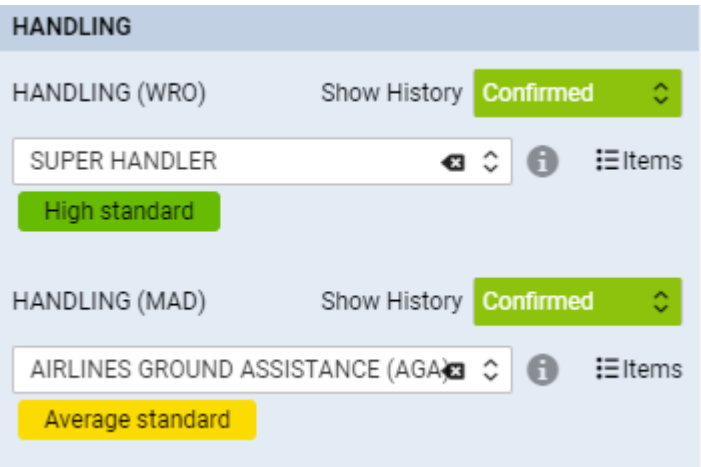 HANDLING
HANDLING (WRO) Show History Confirmed
SUPER HANDLER Items
High standard
HANDLING (MAD) Show History Confirmed
AIRLINES GROUND ASSISTANCE (AGA) Items
Average standard